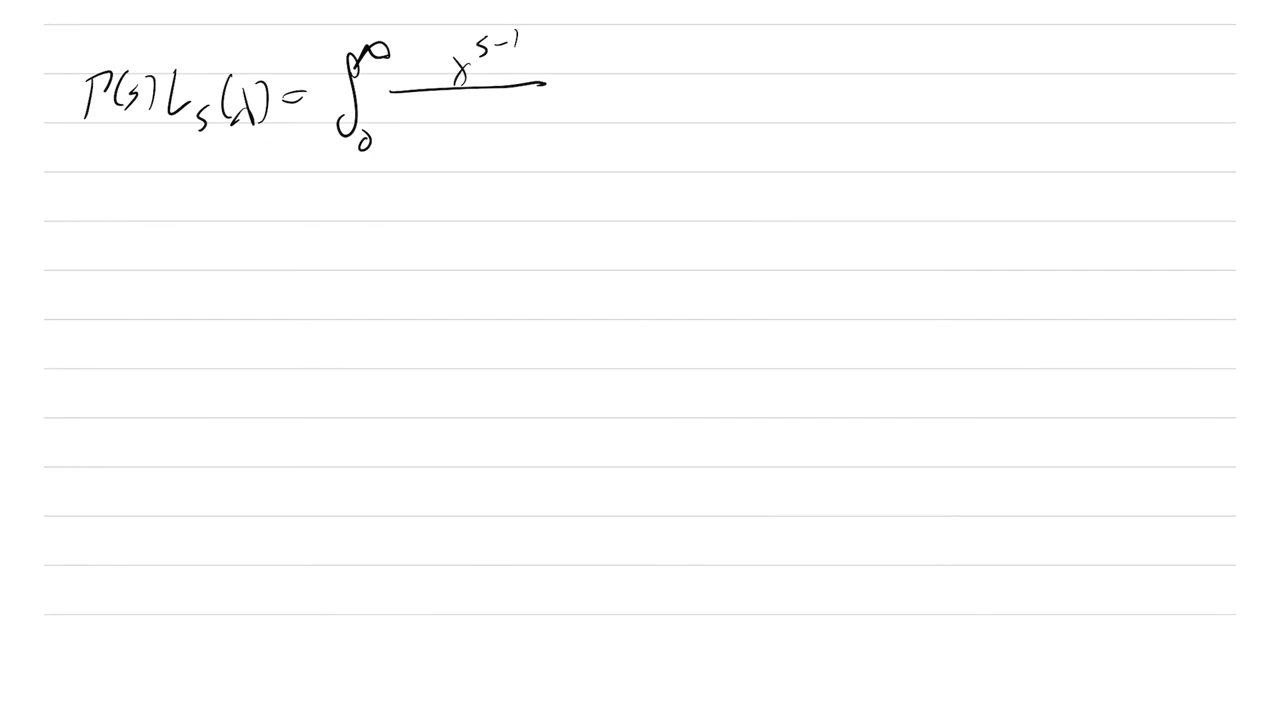 Γ(s) L_s(λ) = ∫_0^∞ x^{s-1} /